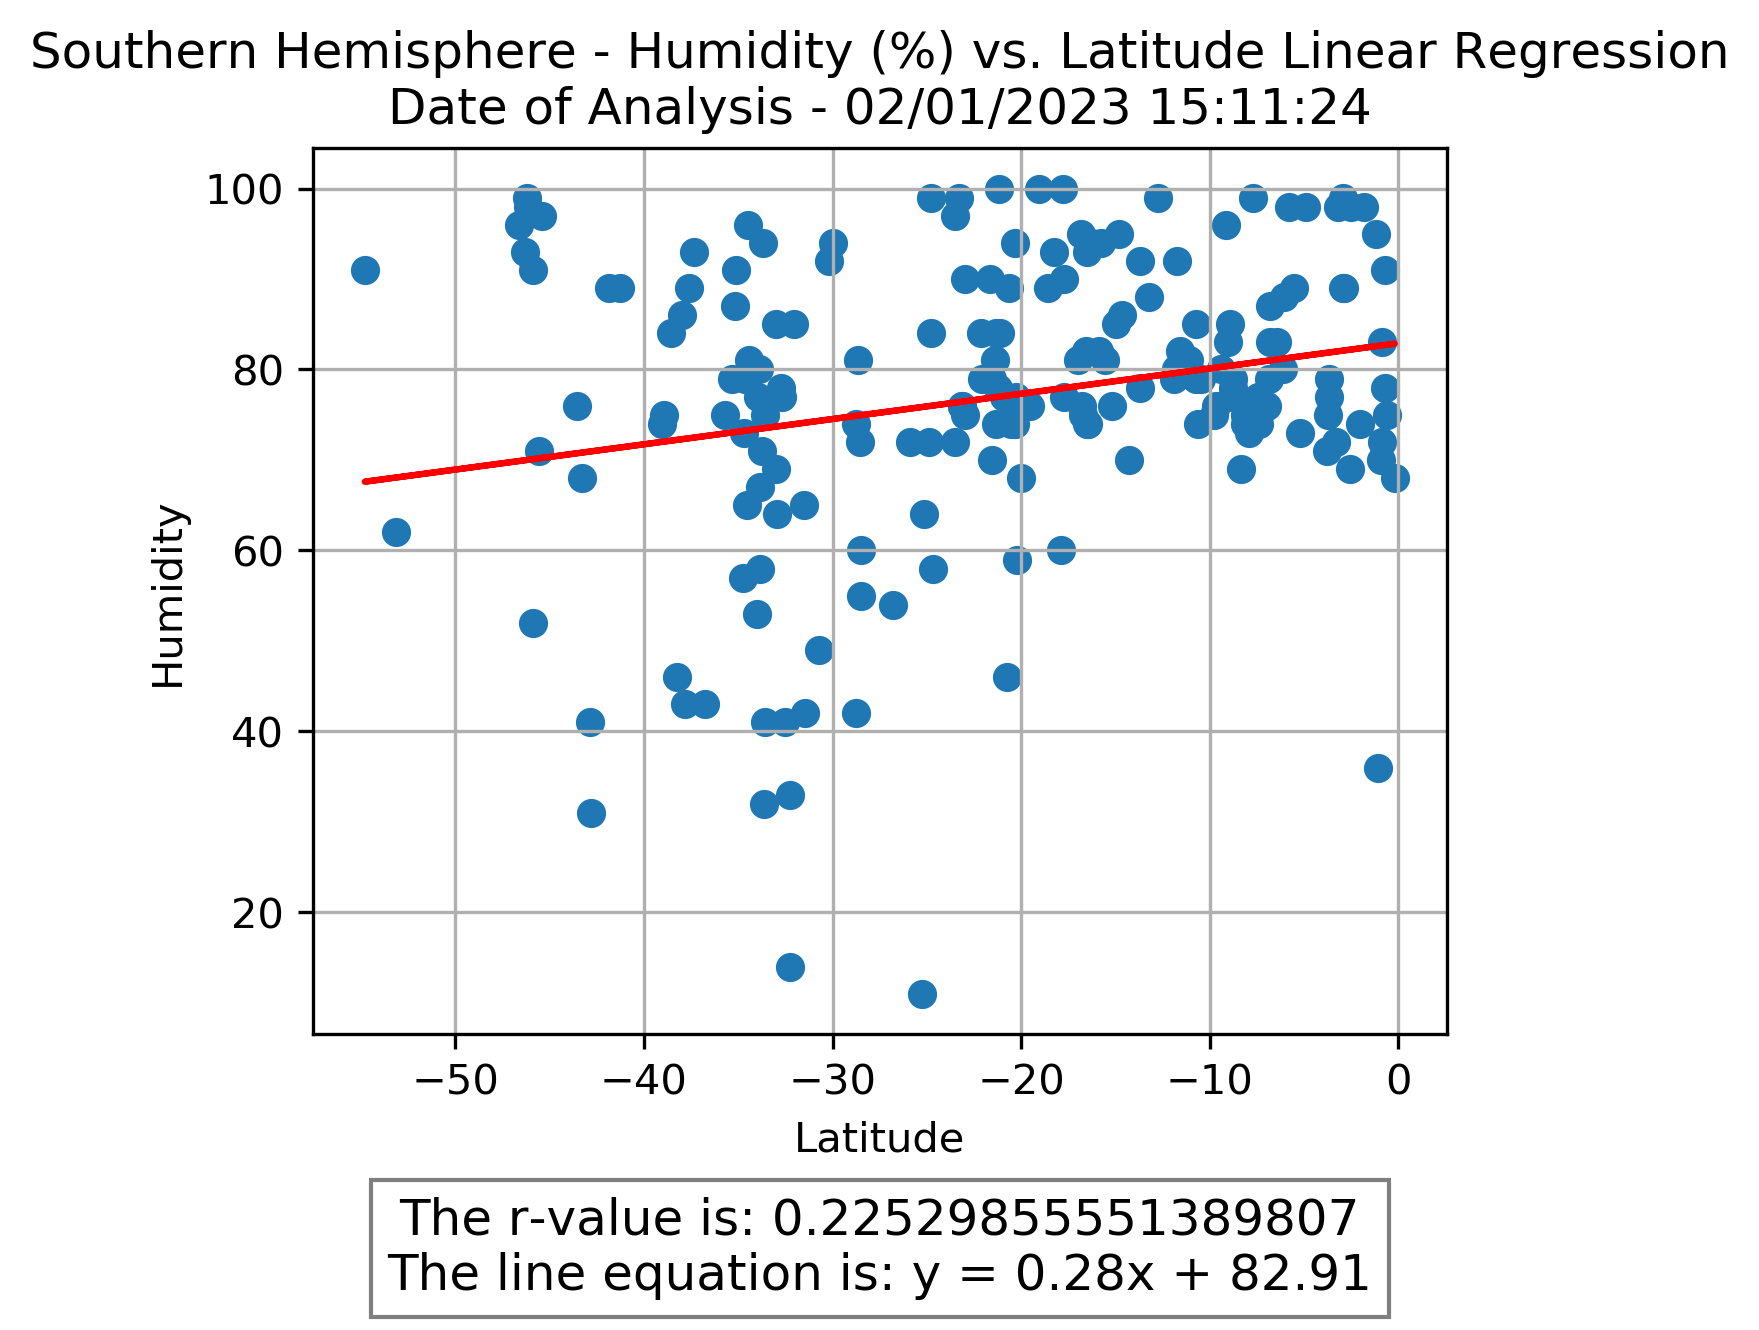 Southern Hemisphere - Humidity (%) vs. Latitude Linear Regression
Date of Analysis - 02/01/2023 15:11:24
100
80
60
40
20
Humidity
−50 −40 −30 −20 −10 0
Latitude
The r-value is: 0.22529855551389807
The line equation is: y = 0.28x + 82.91